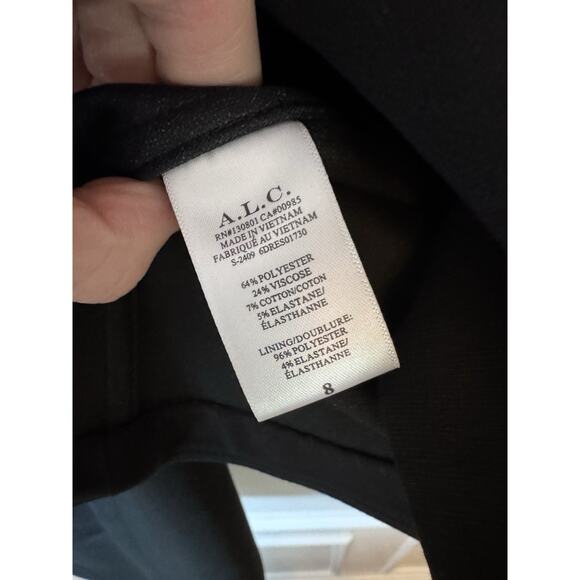 A.L.C.
RN#130801 CA#00985
MADE IN VIETNAM
FABRIQUÉ AU VIETNAM
S-2409 6DRES01730
64% POLYESTER
24% VISCOSE
7% COTTON/COTON
5% ELASTANE/
ÉLASTHANNE
LINING/DOUBLURE:
96% POLYESTER
4% ELASTANE/
ÉLASTHANNE
8